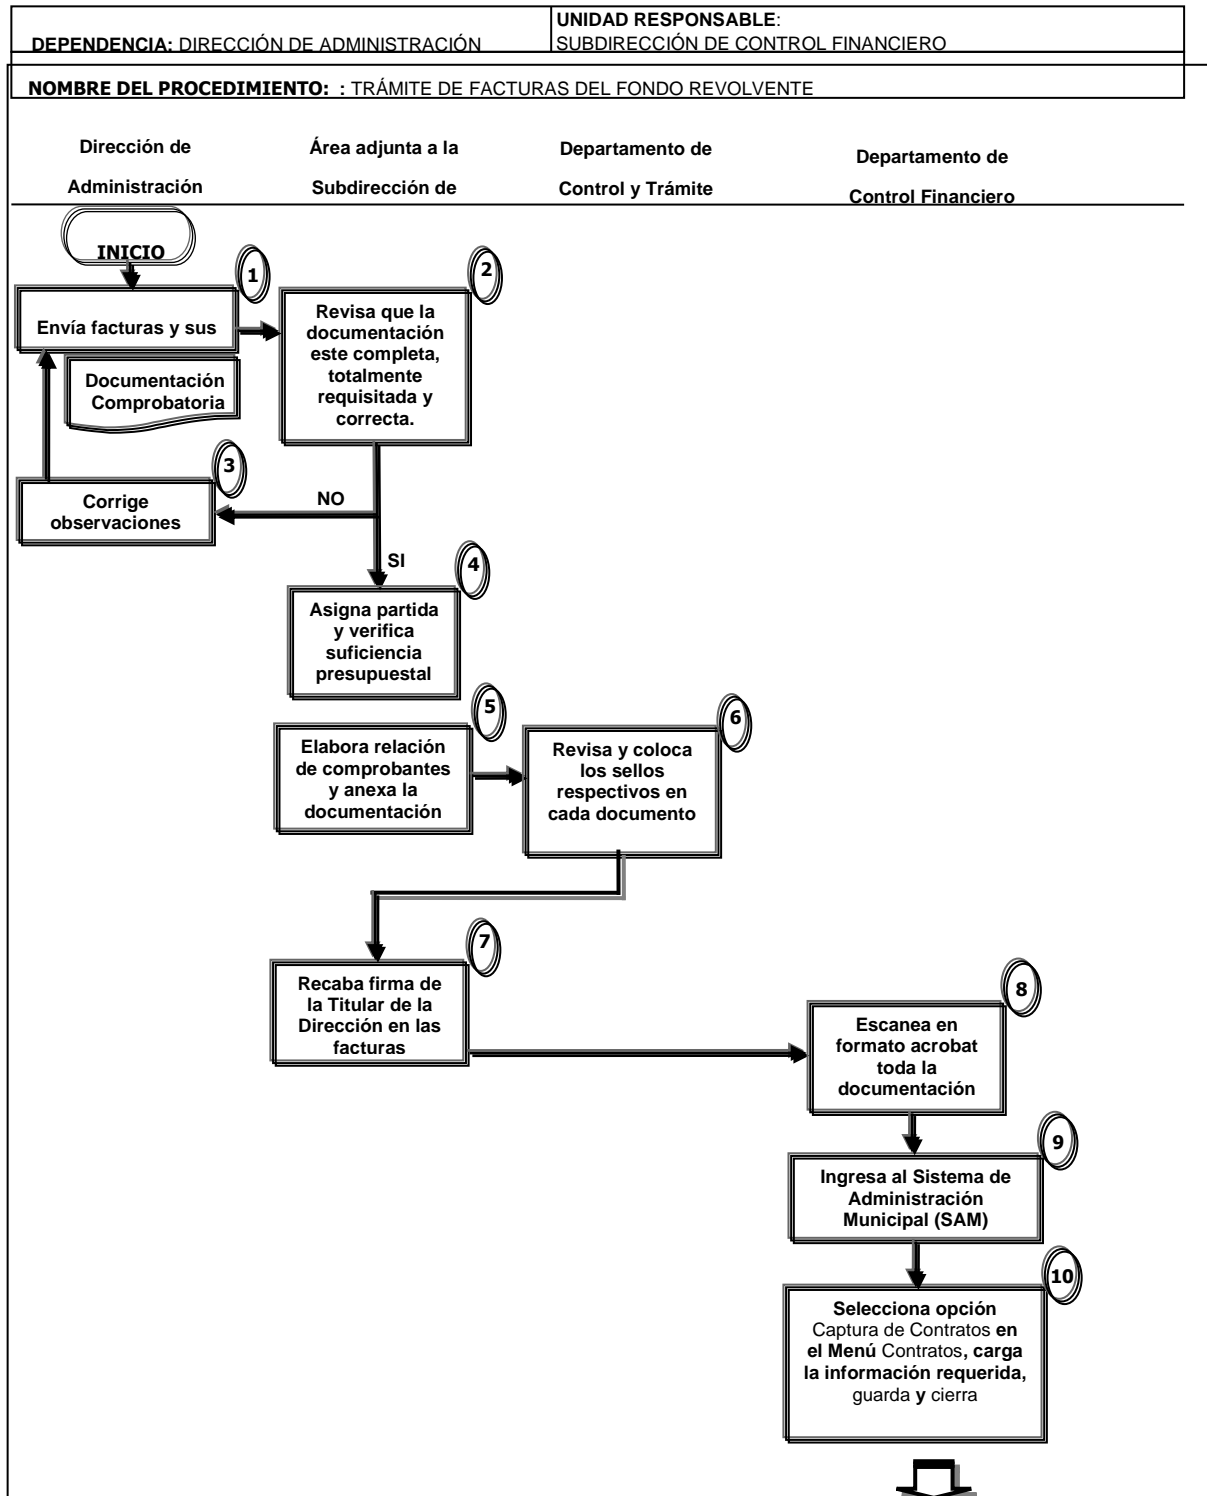 UNIDAD RESPONSABLE:
DEPENDENCIA: DIRECCIÓN DE ADMINISTRACIÓN
SUBDIRECCIÓN DE CONTROL FINANCIERO
NOMBRE DEL PROCEDIMIENTO: : TRÁMITE DE FACTURAS DEL FONDO REVOLVENTE
Dirección de
Administración
Área adjunta a la
Subdirección de
Departamento de
Control y Trámite
Departamento de
Control Financiero
INICIO
1
Envía facturas y sus
Documentación
Comprobatoria
2
Revisa que la
documentación
este completa,
totalmente
requisitada y
correcta.
3
Corrige
observaciones
NO
SI
4
Asigna partida
y verifica
suficiencia
presupuestal
5
Elabora relación
de comprobantes
y anexa la
documentación
6
Revisa y coloca
los sellos
respectivos en
cada documento
7
Recaba firma de
la Titular de la
Dirección en las
facturas
8
Escanea en
formato acrobat
toda la
documentación
9
Ingresa al Sistema de
Administración
Municipal (SAM)
10
Selecciona opción
Captura de Contratos en
el Menú Contratos, carga
la información requerida,
guarda y cierra